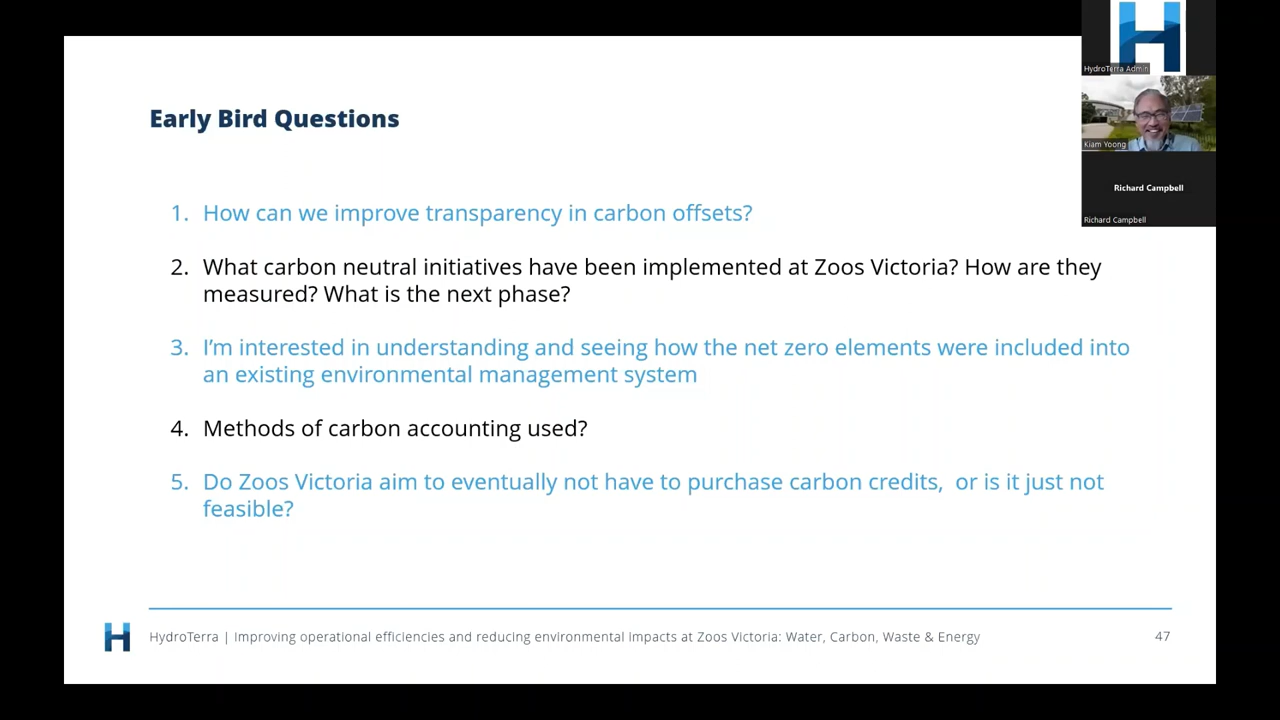 HydroTerra Admin
Kiam Yoong
Richard Campbell
Richard Campbell
Early Bird Questions
1. How can we improve transparency in carbon offsets?
2. What carbon neutral initiatives have been implemented at Zoos Victoria? How are they
measured? What is the next phase?
3. I'm interested in understanding and seeing how the net zero elements were included into
an existing environmental management system
4. Methods of carbon accounting used?
5. Do Zoos Victoria aim to eventually not have to purchase carbon credits,  or is it just not
feasible?
H HydroTerra | Improving operational efficiencies and reducing environmental impacts at Zoos Victoria: Water, Carbon, Waste & Energy 47